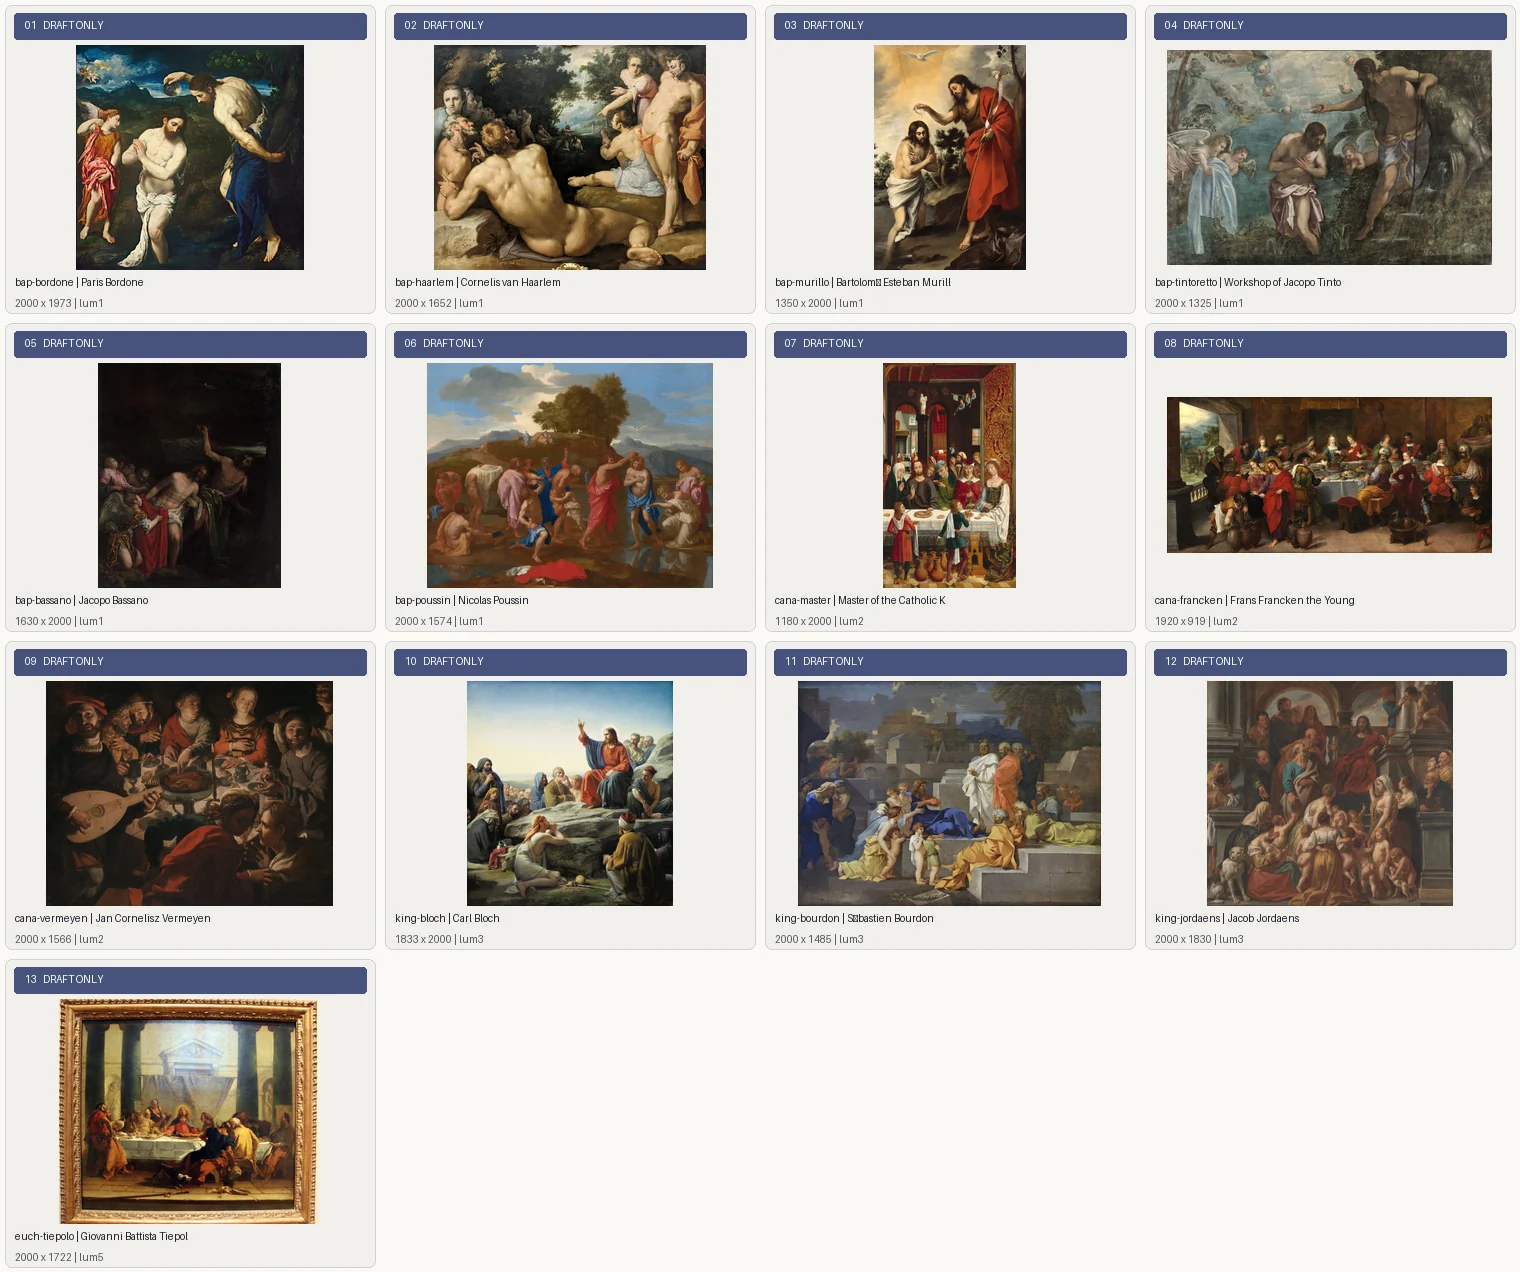 01 DRAFTONLY
bap-bordone | Paris Bordone
2000 x 1973 | lum1
02 DRAFTONLY
bap-haarlem | Cornelis van Haarlem
2000 x 1652 | lum1
03 DRAFTONLY
bap-murillo | Bartolom□ Esteban Murill
1350 x 2000 | lum1
04 DRAFTONLY
bap-tintoretto | Workshop of Jacopo Tinto
2000 x 1325 | lum1
05 DRAFTONLY
bap-bassano | Jacopo Bassano
1630 x 2000 | lum1
06 DRAFTONLY
bap-poussin | Nicolas Poussin
2000 x 1574 | lum1
07 DRAFTONLY
cana-master | Master of the Catholic K
1180 x 2000 | lum2
08 DRAFTONLY
cana-francken | Frans Francken the Young
1920 x 919 | lum2
09 DRAFTONLY
cana-vermeyen | Jan Cornelisz Vermeyen
2000 x 1566 | lum2
10 DRAFTONLY
king-bloch | Carl Bloch
1833 x 2000 | lum3
11 DRAFTONLY
king-bourdon | S□bastien Bourdon
2000 x 1485 | lum3
12 DRAFTONLY
king-jordaens | Jacob Jordaens
2000 x 1830 | lum3
13 DRAFTONLY
euch-tiepolo | Giovanni Battista Tiepol
2000 x 1722 | lum5